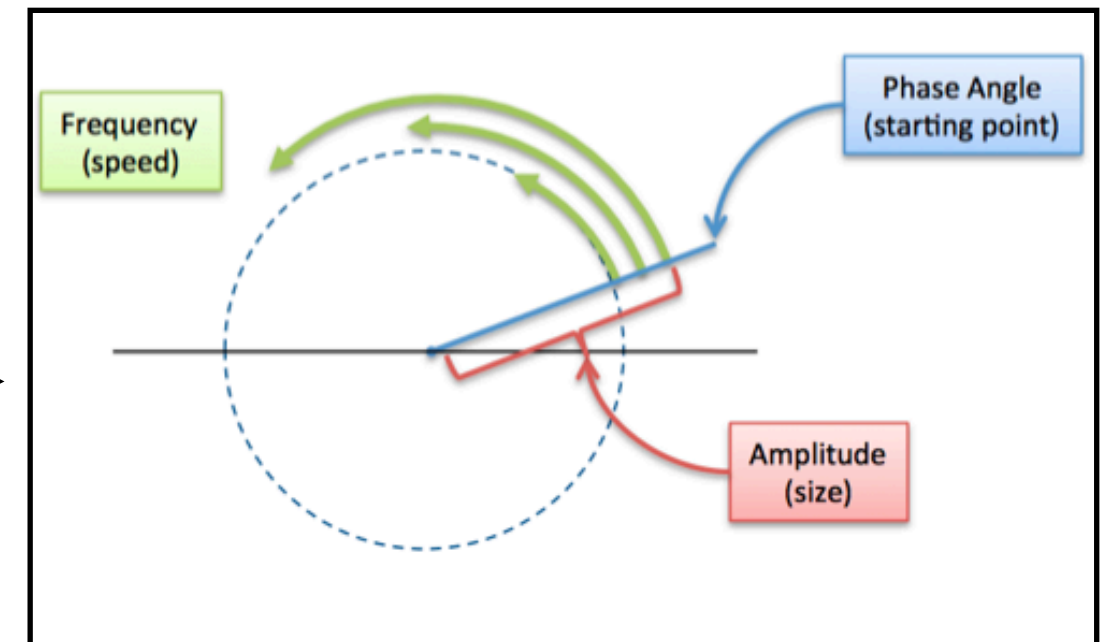 Frequency
(speed)
Phase Angle
(starting point)
Amplitude
(size)